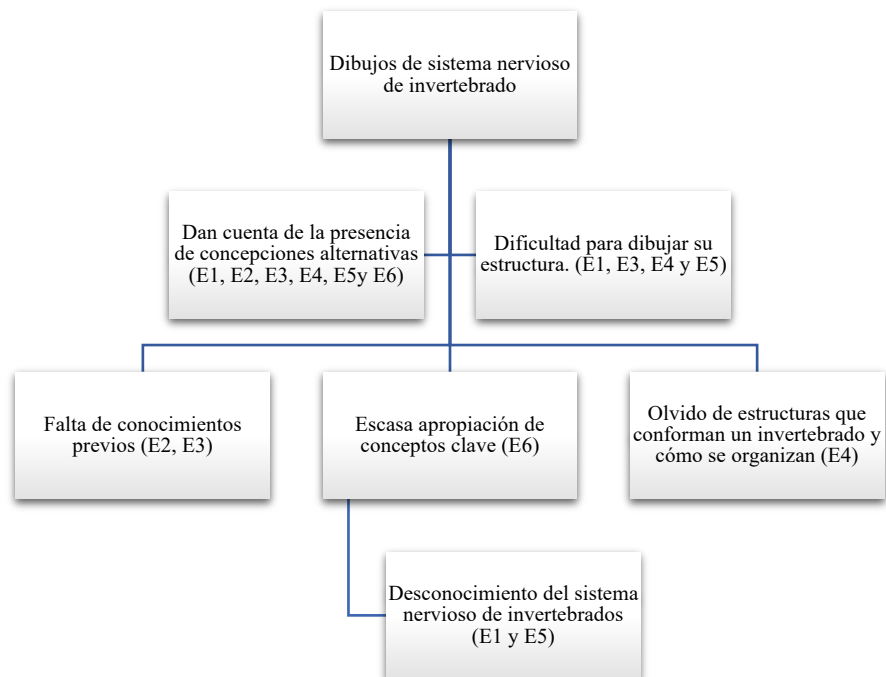 Dibujos de sistema nervioso
de invertebrado
Dan cuenta de la presencia
de concepciones alternativas
(E1, E2, E3, E4, E5y E6)
Dificultad para dibujar su
estructura. (E1, E3, E4 y E5)
Falta de conocimientos
previos (E2, E3)
Escasa apropiación de
conceptos clave (E6)
Olvido de estructuras que
conforman un invertebrado y
cómo se organizan (E4)
Desconocimiento del sistema
nervioso de invertebrados
(E1 y E5)